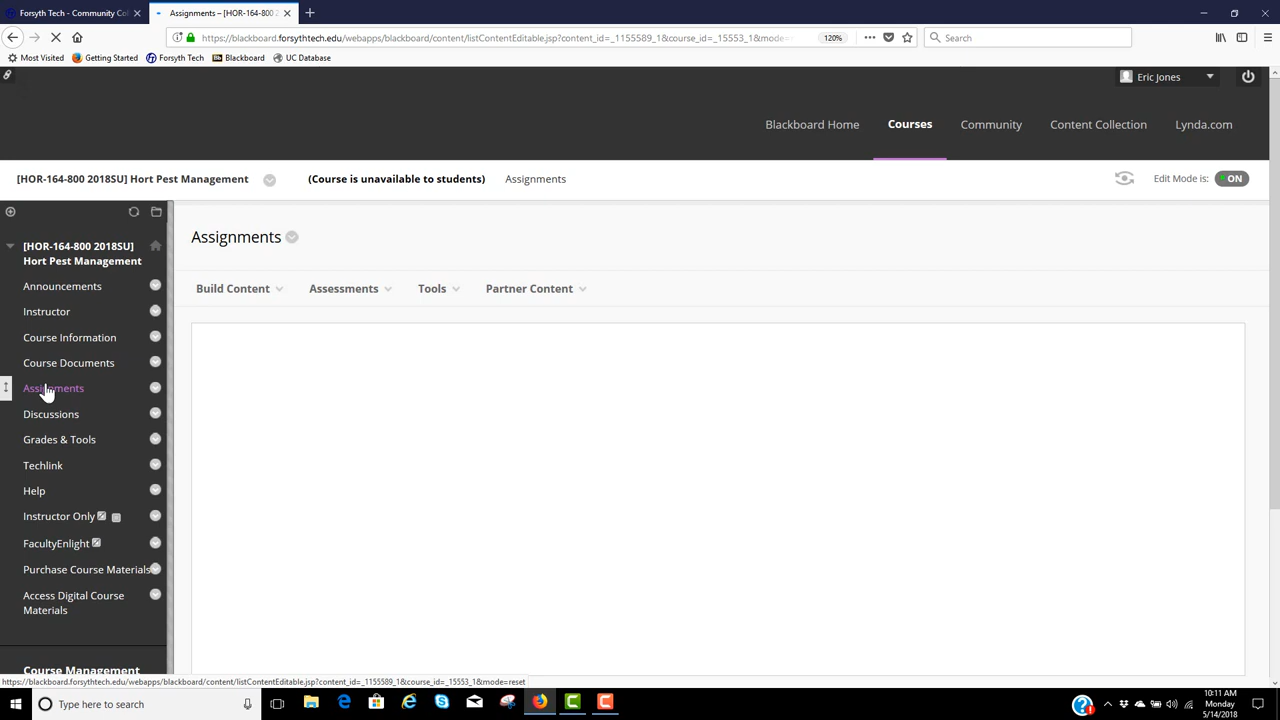 Forsyth Tech - Community Col
Assignments – [HOR-164-800 2
https://blackboard.forsythtech.edu/webapps/blackboard/content/listContentEditable.jsp?content_id=_1155589_1&course_id=_15553_1&mode=
120%
Search
Most Visited
Getting Started
Forsyth Tech
Bb Blackboard
UC Database
Eric Jones
Blackboard Home
Courses
Community
Content Collection
Lynda.com
[HOR-164-800 2018SU] Hort Pest Management
(Course is unavailable to students)
Assignments
Edit Mode is:
ON
[HOR-164-800 2018SU]
Hort Pest Management
Announcements
Instructor
Course Information
Course Documents
Assignments
Discussions
Grades & Tools
Techlink
Help
Instructor Only
FacultyEnlight
Purchase Course Materials
Access Digital Course
Materials
Course Management
Assignments
Build Content
Assessments
Tools
Partner Content
https://blackboard.forsythtech.edu/webapps/blackboard/content/listContentEditable.jsp?content_id=_1155589_1&course_id=_15553_1&mode=reset
Type here to search
10:11 AM
Monday
5/14/2018